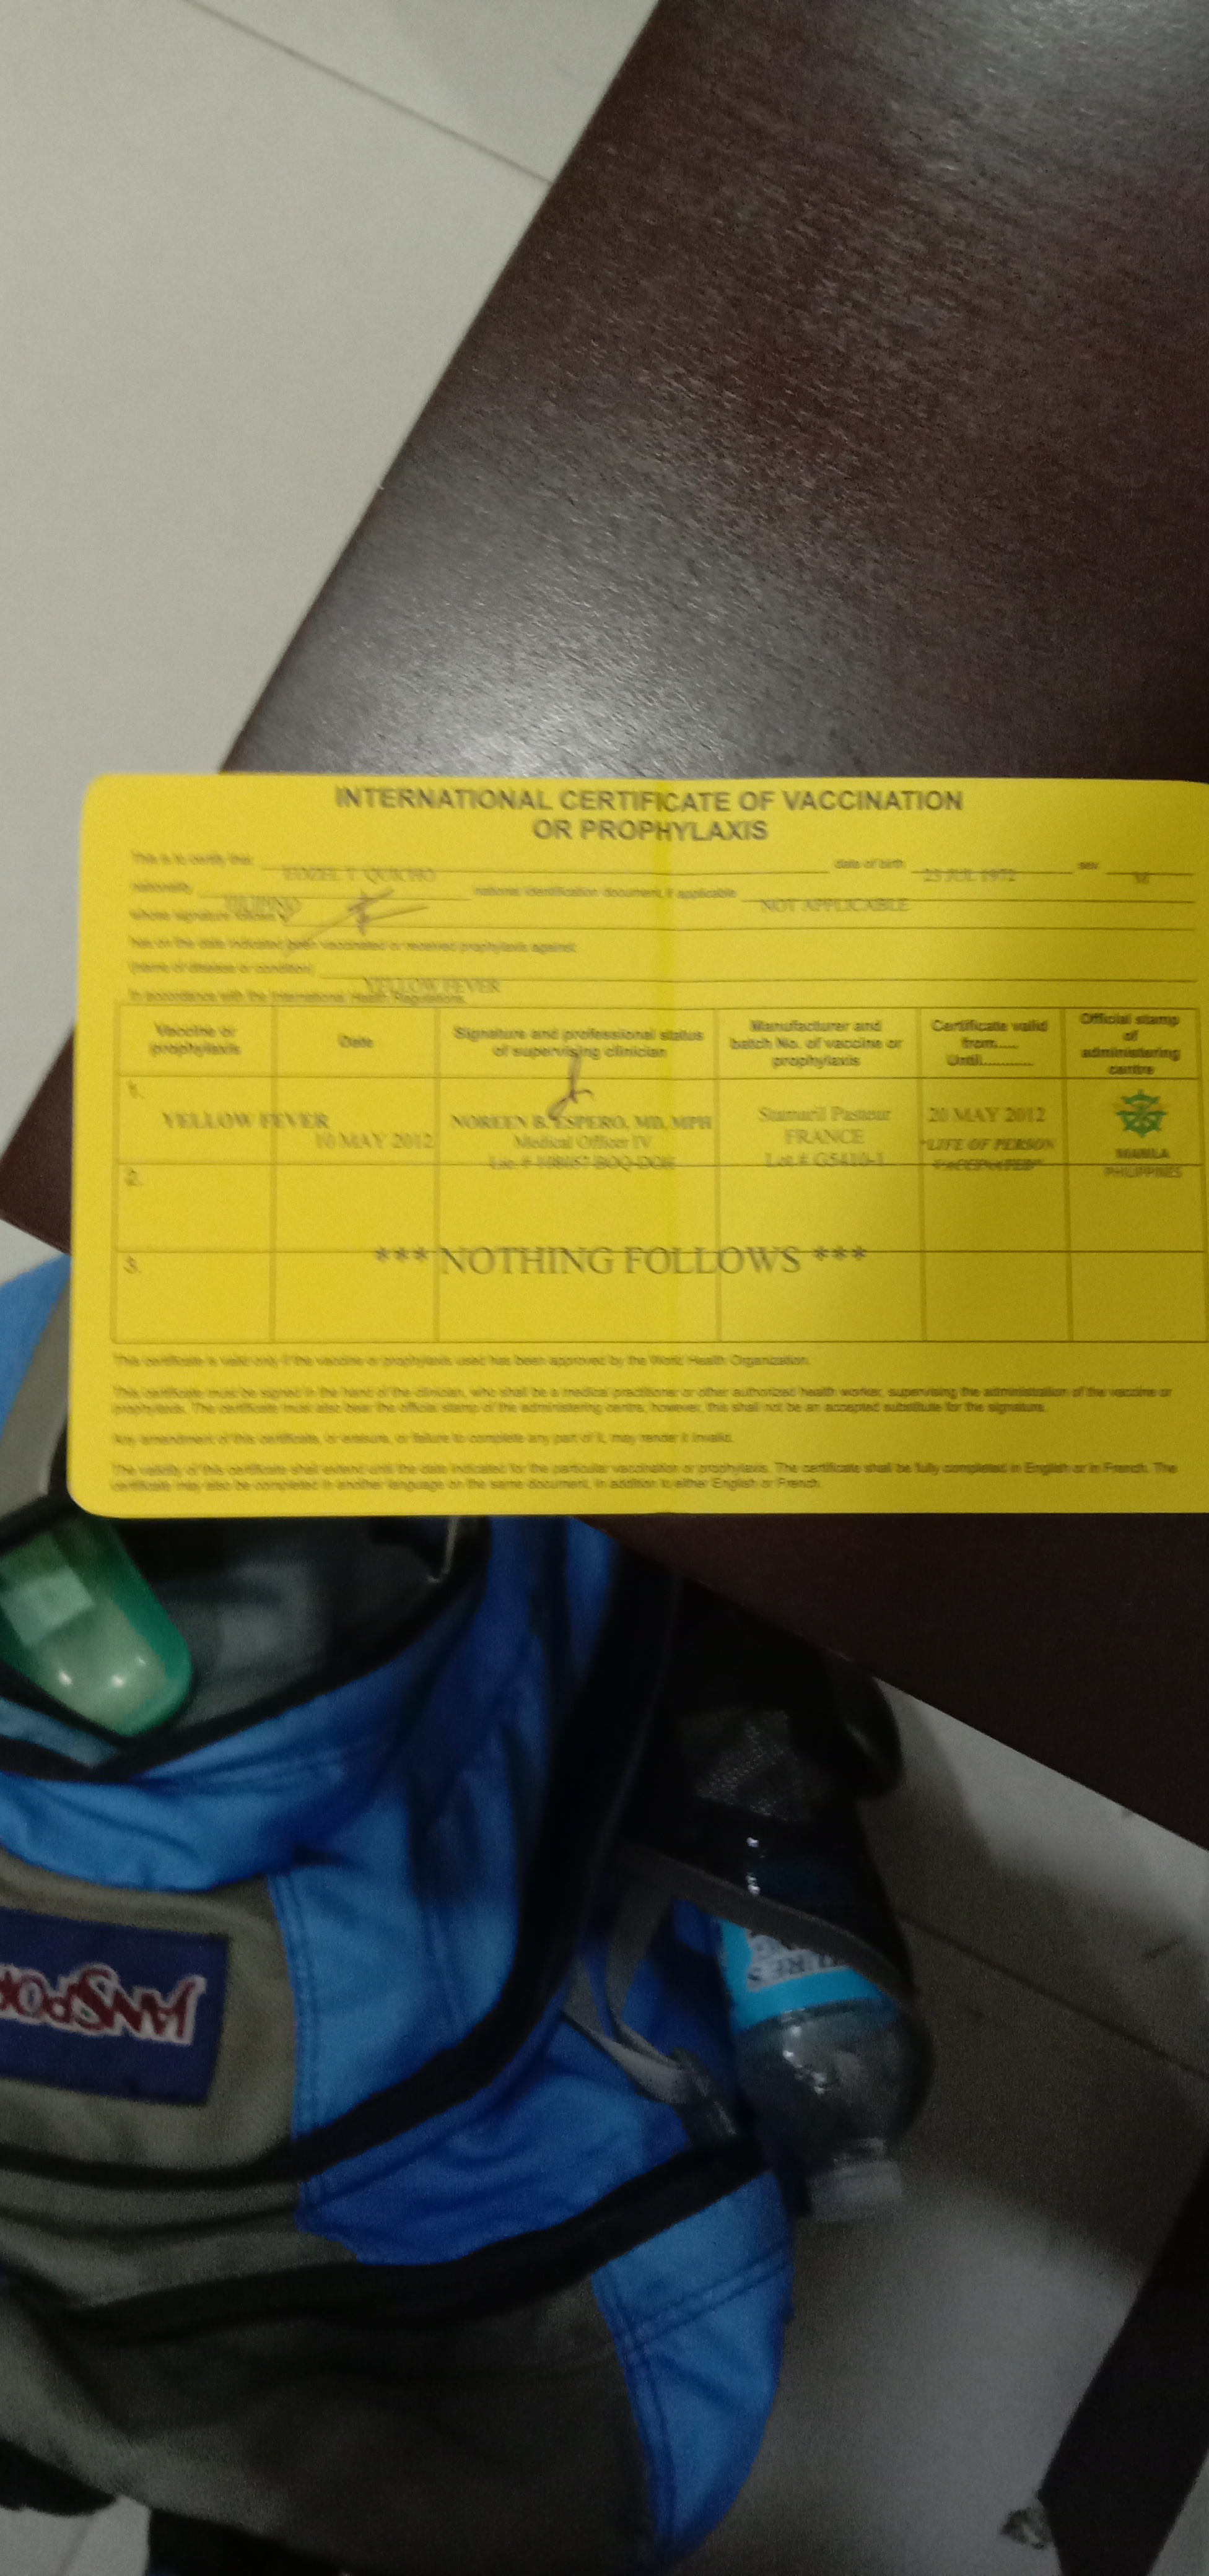 INTERNATIONAL CERTIFICATE OF VACCINATION
OR PROPHYLAXIS
This is to certify that EDZEL T QUICHO date of birth 23 JUL 1972 sex M
nationality FILIPINO national identification document, if applicable NOT APPLICABLE
whose signature follows
has on the date indicated been vaccinated or received prophylaxis against:
(name of disease or condition) YELLOW FEVER
in accordance with the International Health Regulations.
Vaccine or prophylaxis
Date
Signature and professional status of supervising clinician
Manufacturer and batch No. of vaccine or prophylaxis
Certificate valid from..... Until............
Official stamp of administering centre
1.
YELLOW FEVER
10 MAY 2012
NOREEN B. ESPERO, MD, MPH
Medical Officer IV
Lic. # BOQ-DOH
Stamaril Pasteur
FRANCE
Lot # G5410-1
20 MAY 2012
"LIFE OF PERSON
VACCINATED"
MANILA
PHILIPPINES
2.
*** NOTHING FOLLOWS ***
3.
This certificate is valid only if the vaccine or prophylaxis used has been approved by the World Health Organization.
This certificate must be signed in the hand of the clinician, who shall be a medical practitioner or other authorized health worker, supervising the administration of the vaccine or
prophylaxis. The certificate must also bear the official stamp of the administering centre; however, this shall not be an accepted substitute for the signature.
Any amendment of this certificate, or erasure, or failure to complete any part of it, may render it invalid.
The validity of this certificate shall extend until the date indicated for the particular vaccination or prophylaxis. The certificate shall be fully completed in English or in French. The
certificate may also be completed in another language on the same document, in addition to either English or French.
JANSPOR